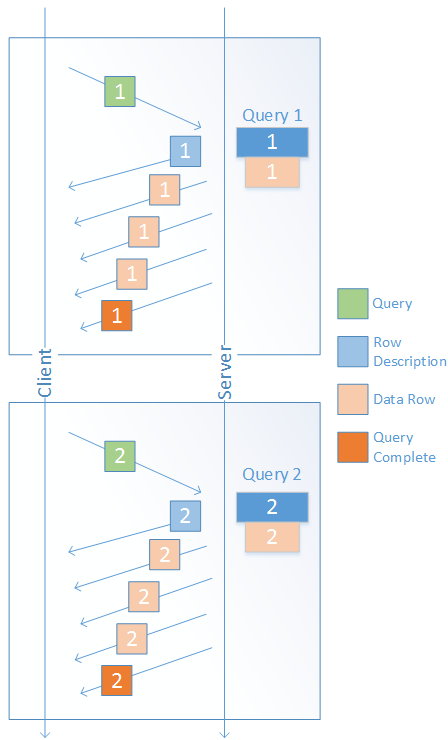 1
Query 1
1
1
1
1
1
1
1
Query
Row
Description
Data Row
Query
Complete
Client
Server
2
Query 2
2
2
2
2
2
2
2